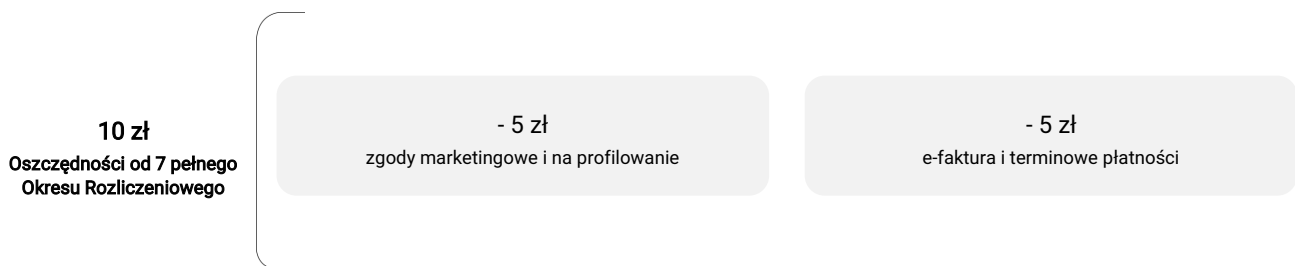 10 zł
Oszczędności od 7 pełnego
Okresu Rozliczeniowego
- 5 zł
zgody marketingowe i na profilowanie
- 5 zł
e-faktura i terminowe płatności